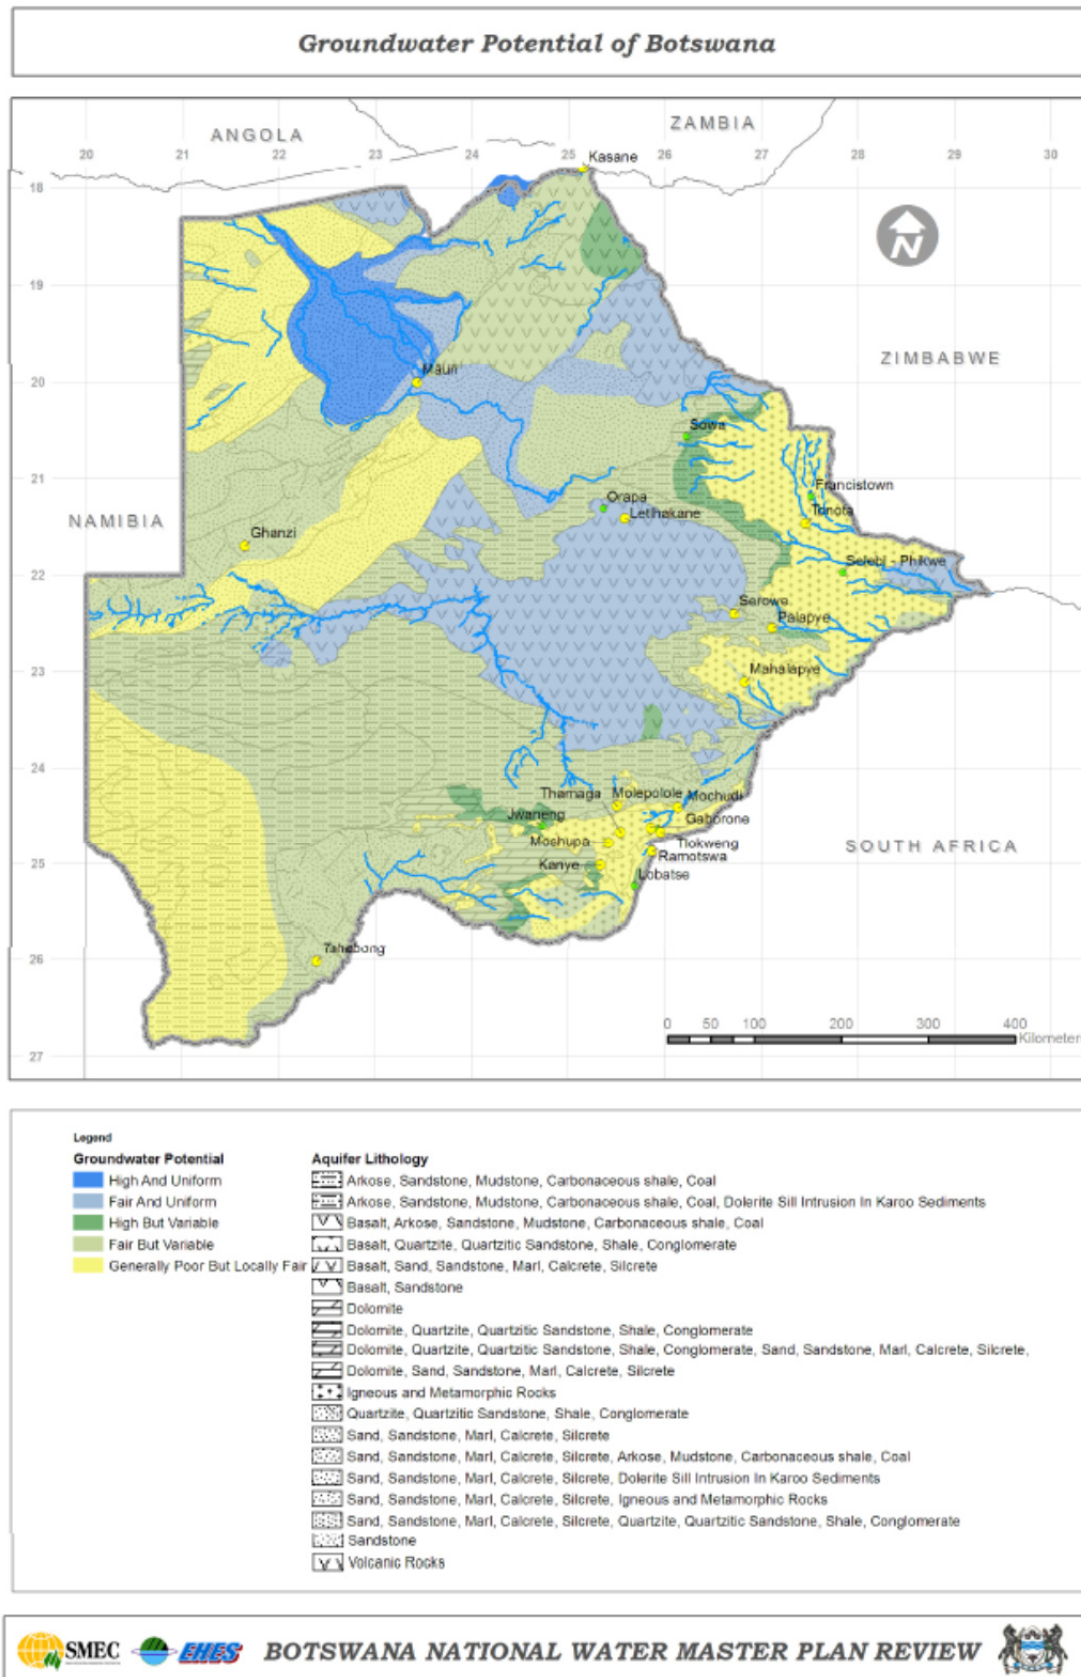 Groundwater Potential of Botswana
ANGOLA
ZAMBIA
20 21 22 23 24 25 26 27 28 29 30
Kasane
18
N
19
ZIMBABWE
20
Maun
Sowa
21
Francistown
Orapa
Tonota
Letlhakane
NAMIBIA
Ghanzi
Selebi - Phikwe
22
Serowe
Palapye
23
Mahalapye
24
Thamaga Molepolole Mochudi
Jwaneng
Gaborone
Moshupa
Tlokweng
SOUTH AFRICA
Ramotswa
25
Kanye
Lobatse
Tshabong
26
0 50 100 200 300 400
Kilometer
27
Legend
Groundwater Potential
High And Uniform
Fair And Uniform
High But Variable
Fair But Variable
Generally Poor But Locally Fair
Aquifer Lithology
Arkose, Sandstone, Mudstone, Carbonaceous shale, Coal
Arkose, Sandstone, Mudstone, Carbonaceous shale, Coal, Dolerite Sill Intrusion In Karoo Sediments
Basalt, Arkose, Sandstone, Mudstone, Carbonaceous shale, Coal
Basalt, Quartzite, Quartzitic Sandstone, Shale, Conglomerate
Basalt, Sand, Sandstone, Marl, Calcrete, Silcrete
Basalt, Sandstone
Dolomite
Dolomite, Quartzite, Quartzitic Sandstone, Shale, Conglomerate
Dolomite, Quartzite, Quartzitic Sandstone, Shale, Conglomerate, Sand, Sandstone, Marl, Calcrete, Silcrete,
Dolomite, Sand, Sandstone, Marl, Calcrete, Silcrete
Igneous and Metamorphic Rocks
Quartzite, Quartzitic Sandstone, Shale, Conglomerate
Sand, Sandstone, Marl, Calcrete, Silcrete
Sand, Sandstone, Marl, Calcrete, Silcrete, Arkose, Mudstone, Carbonaceous shale, Coal
Sand, Sandstone, Marl, Calcrete, Silcrete, Dolerite Sill Intrusion In Karoo Sediments
Sand, Sandstone, Marl, Calcrete, Silcrete, Igneous and Metamorphic Rocks
Sand, Sandstone, Marl, Calcrete, Silcrete, Quartzite, Quartzitic Sandstone, Shale, Conglomerate
Sandstone
Volcanic Rocks
SMEC EHES BOTSWANA NATIONAL WATER MASTER PLAN REVIEW